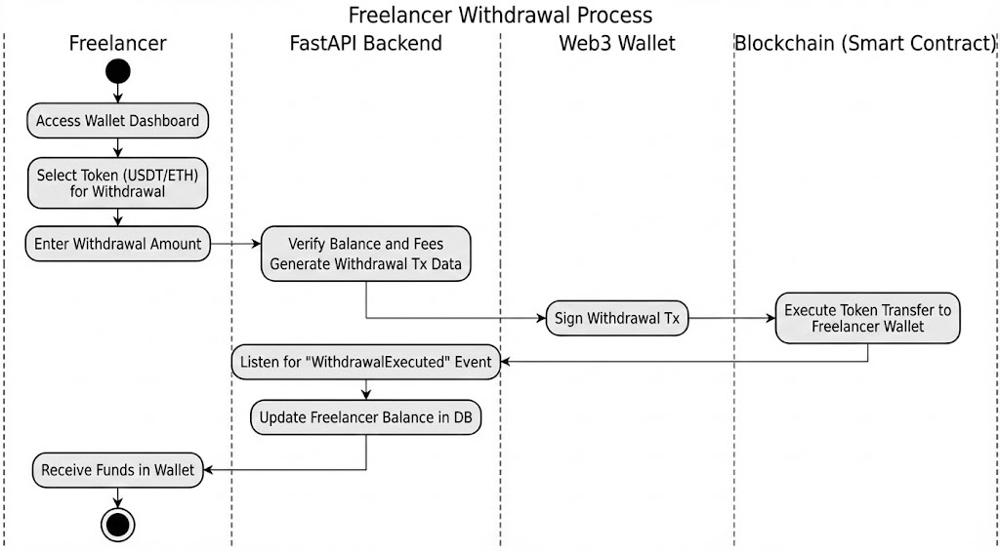 Freelancer Withdrawal Process
Freelancer
FastAPI Backend
Web3 Wallet
Blockchain (Smart Contract)
Access Wallet Dashboard
Select Token (USDT/ETH)
for Withdrawal
Enter Withdrawal Amount
Verify Balance and Fees
Generate Withdrawal Tx Data
Sign Withdrawal Tx
Execute Token Transfer to
Freelancer Wallet
Listen for "WithdrawalExecuted" Event
Update Freelancer Balance in DB
Receive Funds in Wallet